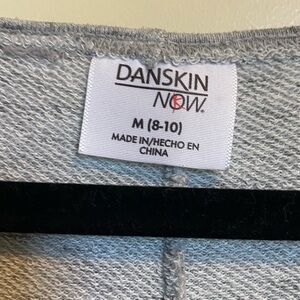 DANSKIN
NOW®
M (8-10)
MADE IN/HECHO EN
CHINA